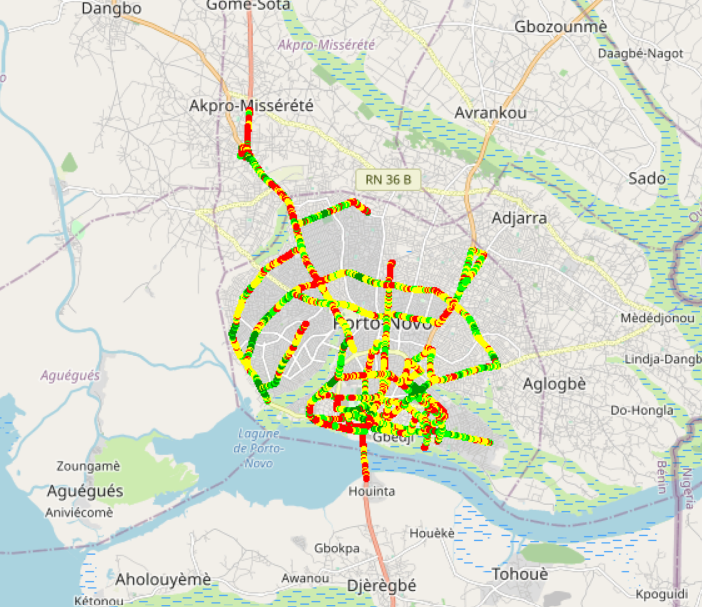 Dangbo
Gomè-Sota
Gbozounmè
Akpro-Missérété
Daagbé-Nagot
Akpro-Missérété
Avrankou
RN 36 B
Sado
Adjarra
Porto-Novo
Mèdédjonou
Lindja-Dangb
Aguégués
Aglogbè
Do-Hongla
Lagune
de Porto-
Novo
Gbèdji
Zoungamè
Aguégués
Houinta
Bénin
Nigeria
Aniviécomè
Houèkè
Gbokpa
Aholouyèmè
Awanou
Djèrègbé
Tohouè
Kétonou
Kpoguidi